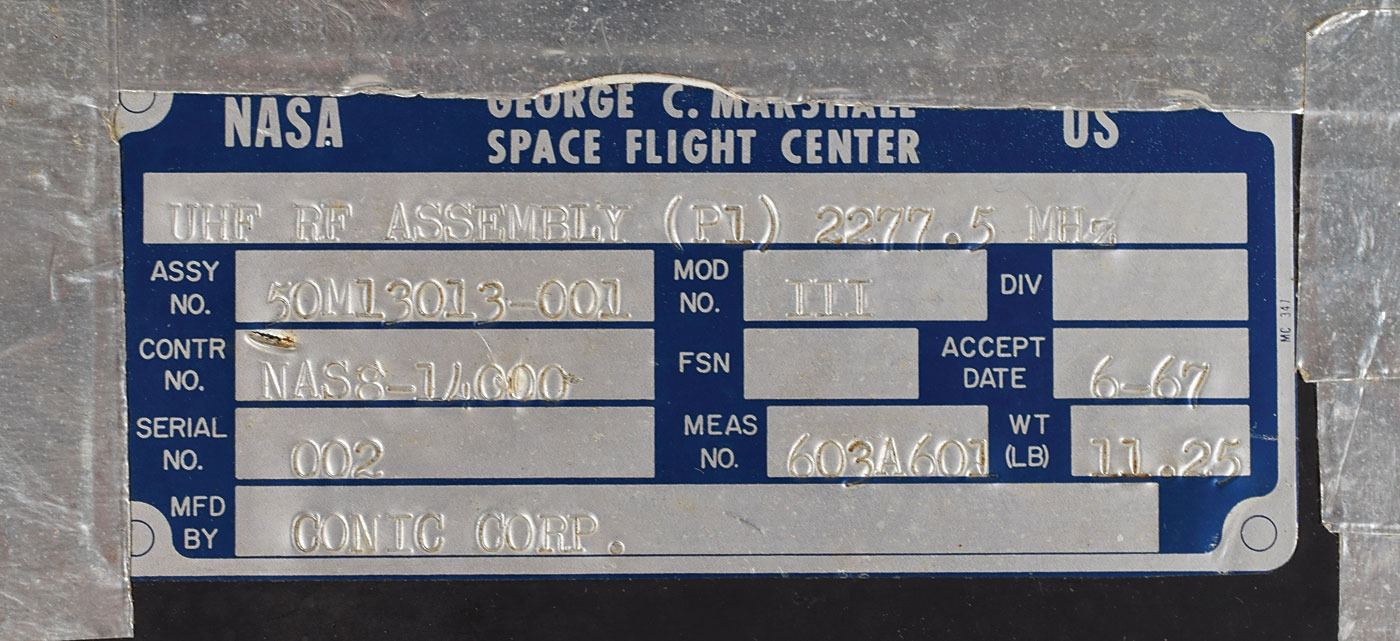 NASA GEORGE C. MARSHALL US
SPACE FLIGHT CENTER
UHF RF ASSEMBLY (P1) 2277.5 MHz
ASSY NO. 50M13013-001 MOD NO. III DIV
CONTR NO. NAS8-14000 FSN ACCEPT DATE 6-67
SERIAL NO. 002 MEAS NO. 603A601 WT (LB) 11.25
MFD BY CONIC CORP.
MC 347